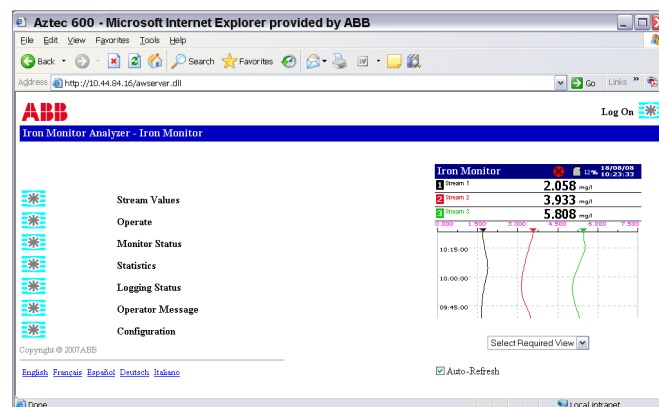 Aztec 600 - Microsoft Internet Explorer provided by ABB
File Edit View Favorites Tools Help
Back Search Favorites
Address http://10.44.84.16/awserver.dll Go Links »
ABB
Log On
Iron Monitor Analyzer - Iron Monitor
Iron Monitor 12% 18/08/08
10:23:33
1 Stream 1 2.058 mg/l
2 Stream 2 3.933 mg/l
3 Stream 3 5.808 mg/l
0.000 1.500 3.000 4.500 6.000 7.500
10:15:00
10:00:00
09:45:00
Stream Values
Operate
Monitor Status
Statistics
Logging Status
Operator Message
Configuration
Select Required View
Auto-Refresh
Copyright © 2007ABB
English Français Español Deutsch Italiano
Done Local intranet